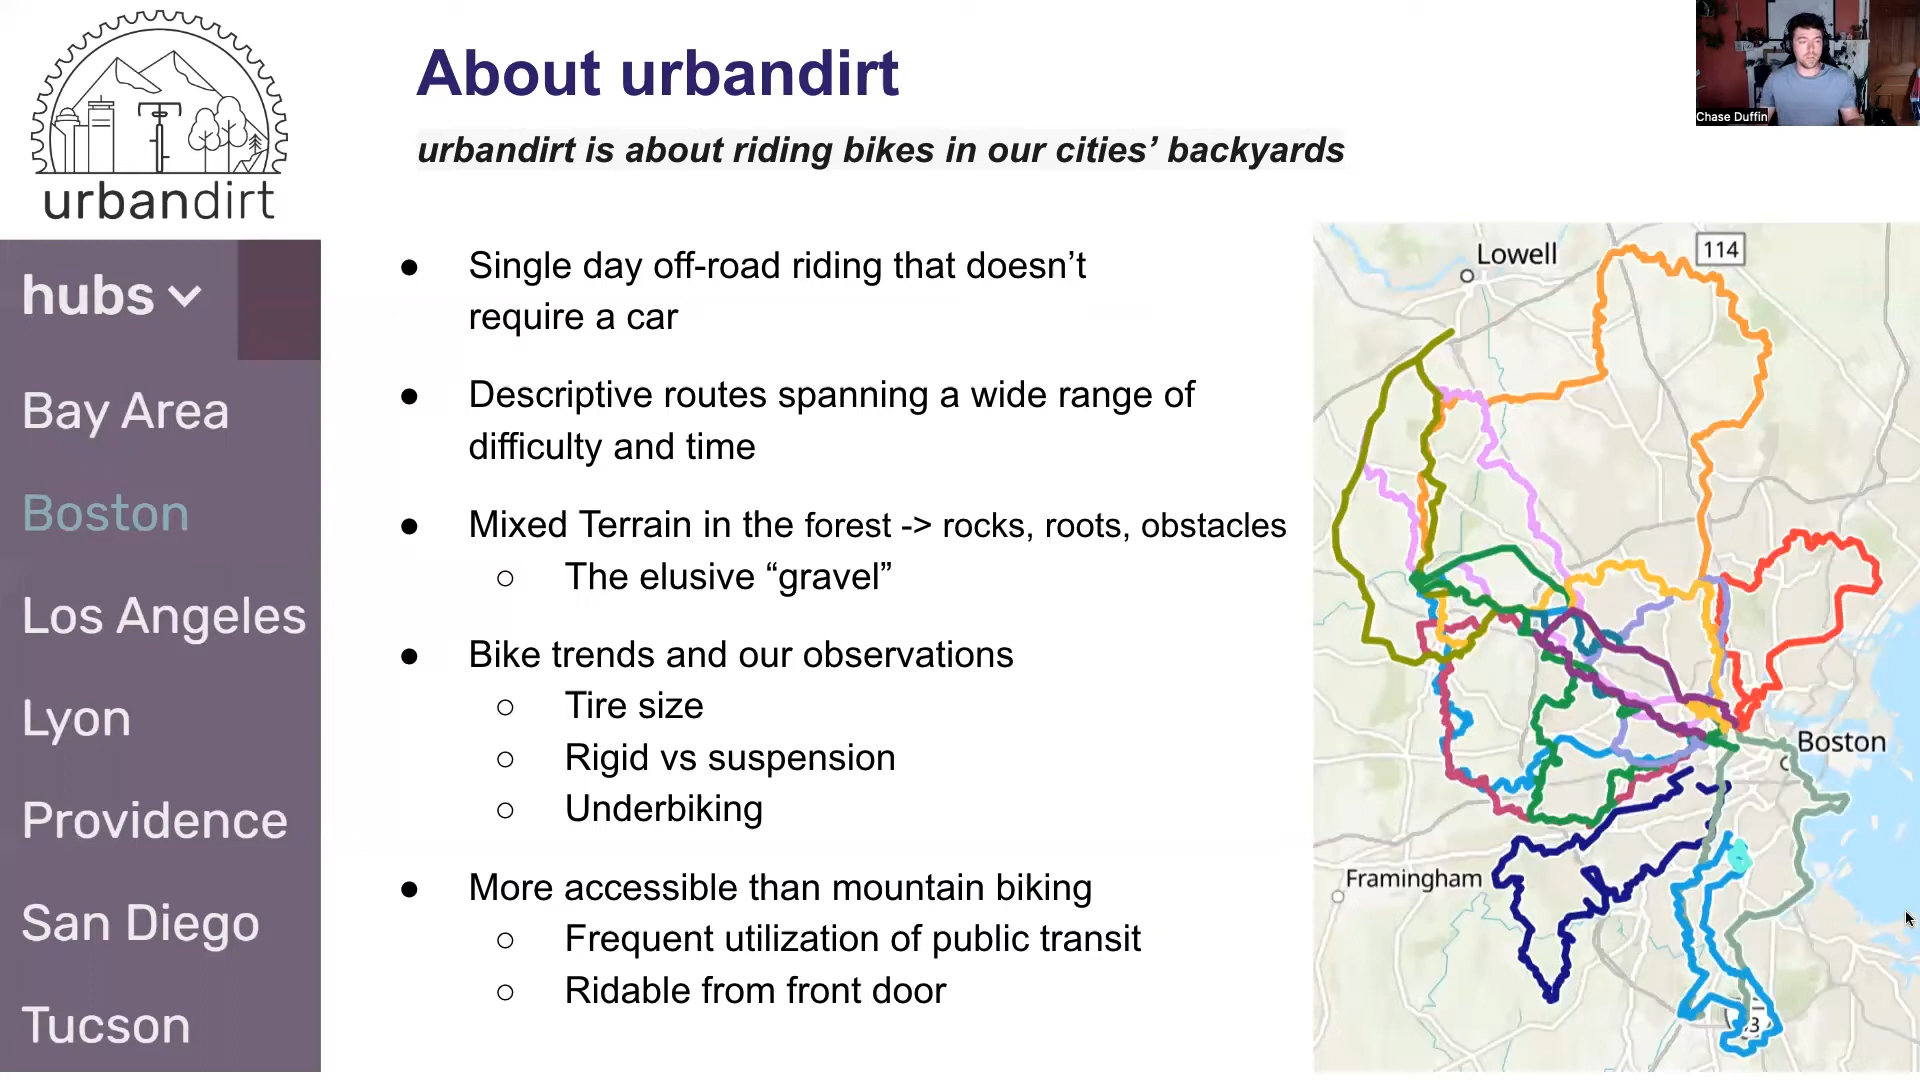 urbandirt
About urbandirt
urbandirt is about riding bikes in our cities’ backyards
Chase Duffin
hubs
Bay Area
Boston
Los Angeles
Lyon
Providence
San Diego
Tucson
● Single day off-road riding that doesn’t
require a car
● Descriptive routes spanning a wide range of
difficulty and time
● Mixed Terrain in the forest -> rocks, roots, obstacles
○ The elusive “gravel”
● Bike trends and our observations
○ Tire size
○ Rigid vs suspension
○ Underbiking
● More accessible than mountain biking
○ Frequent utilization of public transit
○ Ridable from front door
Lowell
114
Boston
Framingham